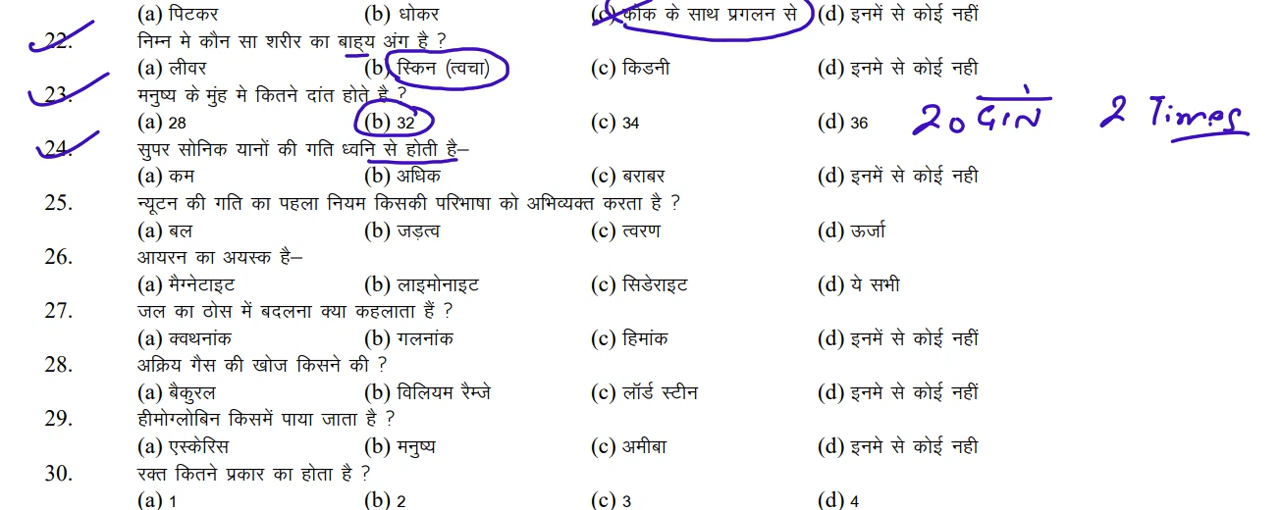 (a) पिटकर (b) धोकर (c) कोक के साथ प्रगलन से (d) इनमें से कोई नहीं
22. निम्न मे कौन सा शरीर का बाह्य अंग है ?
(a) लीवर (b) स्किन (त्वचा) (c) किडनी (d) इनमे से कोई नही
23. मनुष्य के मुंह मे कितने दांत होते है ?
(a) 28 (b) 32 (c) 34 (d) 36 20 दांत 2 Times
24. सुपर सोनिक यानों की गति ध्वनि से होती है–
(a) कम (b) अधिक (c) बराबर (d) इनमें से कोई नही
25. न्यूटन की गति का पहला नियम किसकी परिभाषा को अभिव्यक्त करता है ?
(a) बल (b) जड़त्व (c) त्वरण (d) ऊर्जा
26. आयरन का अयस्क है–
(a) मैग्नेटाइट (b) लाइमोनाइट (c) सिडेराइट (d) ये सभी
27. जल का ठोस में बदलना क्या कहलाता हैं ?
(a) क्वथनांक (b) गलनांक (c) हिमांक (d) इनमें से कोई नहीं
28. अक्रिय गैस की खोज किसने की ?
(a) बैकुरल (b) विलियम रैम्जे (c) लॉर्ड स्टीन (d) इनमे से कोई नहीं
29. हीमोग्लोबिन किसमें पाया जाता है ?
(a) एस्केरिस (b) मनुष्य (c) अमीबा (d) इनमे से कोई नही
30. रक्त कितने प्रकार का होता है ?
(a) 1 (b) 2 (c) 3 (d) 4